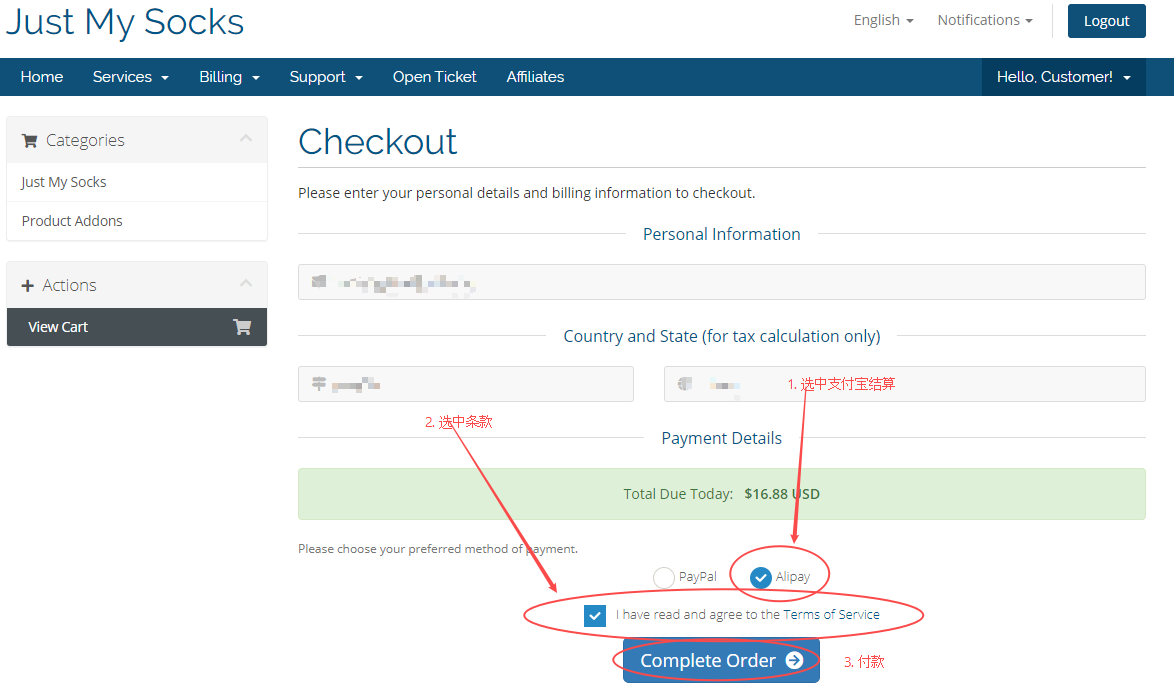 Just My Socks
English
Notifications
Logout
Home Services Billing Support Open Ticket Affiliates Hello, Customer!
Categories
Just My Socks
Product Addons
Actions
View Cart
Checkout
Please enter your personal details and billing information to checkout.
Personal Information
Country and State (for tax calculation only)
1. 选中支付宝结算
2. 选中条款
Payment Details
Total Due Today: $16.88 USD
Please choose your preferred method of payment.
PayPal Alipay
I have read and agree to the Terms of Service
Complete Order
3. 付款